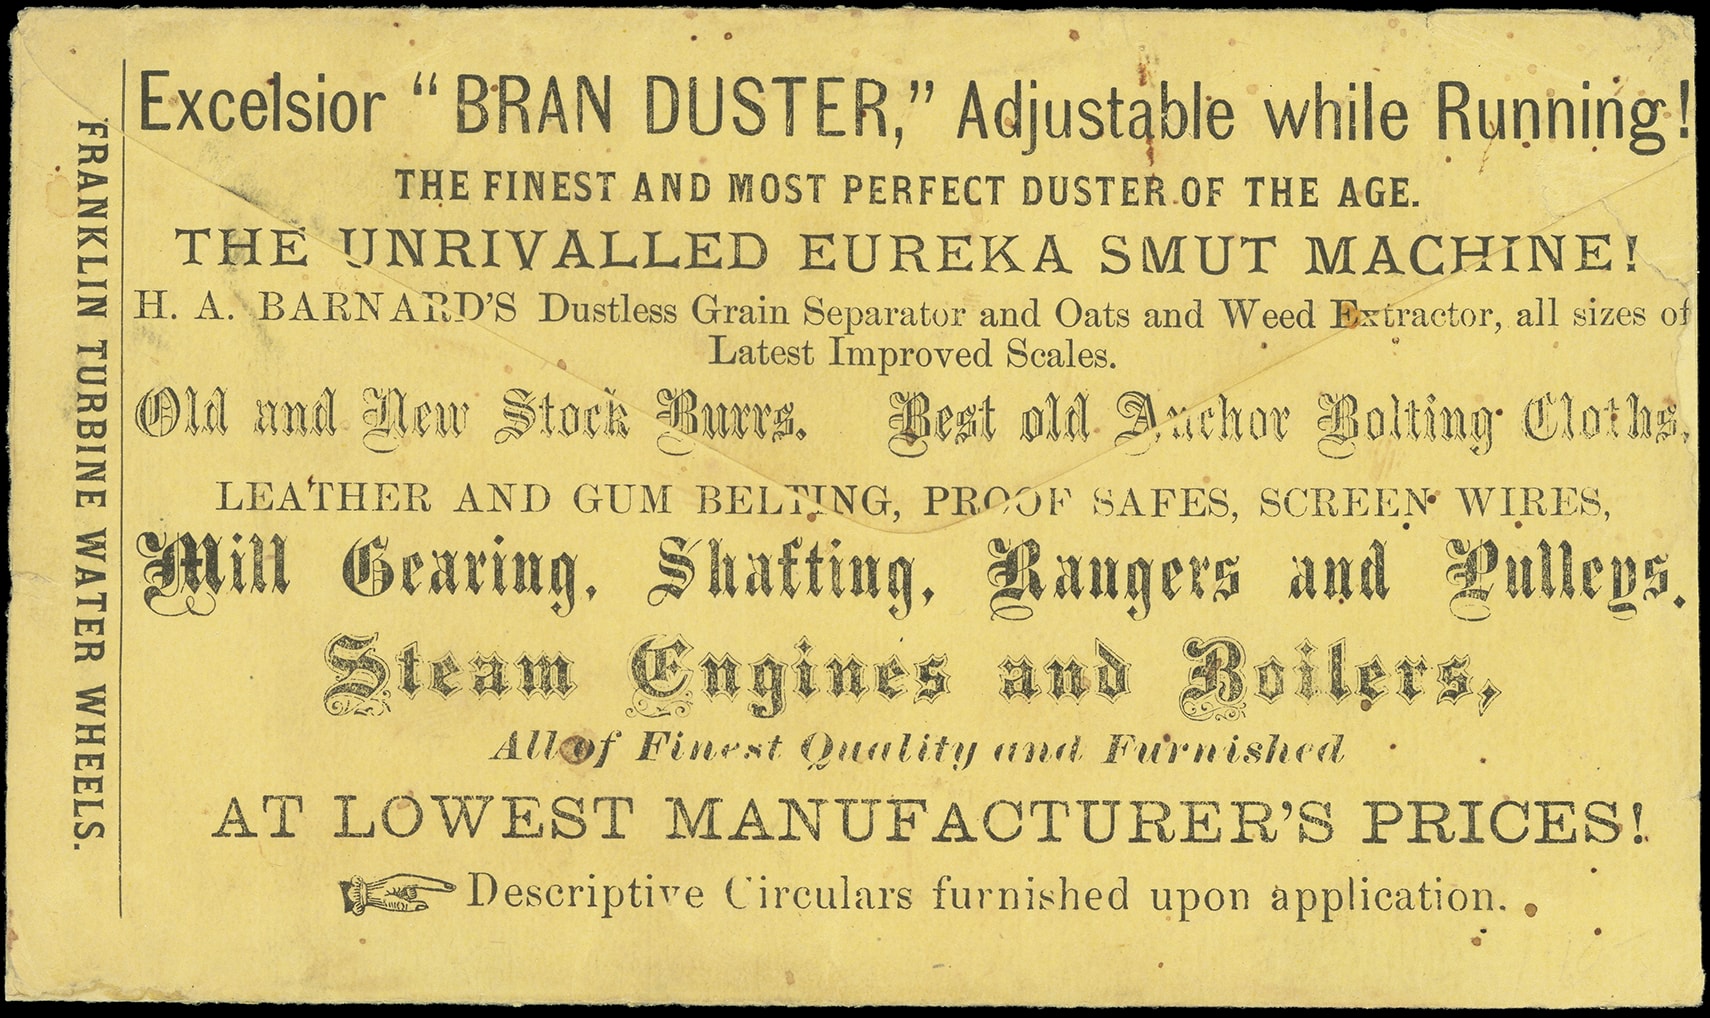 FRANKLIN TURBINE WATER WHEELS.
Excelsior "BRAN DUSTER," Adjustable while Running!
THE FINEST AND MOST PERFECT DUSTER OF THE AGE.
THE UNRIVALLED EUREKA SMUT MACHINE!
H. A. BARNARD'S Dustless Grain Separator and Oats and Weed Extractor, all sizes of
Latest Improved Scales.
Old and New Stock Burrs. Best old Anchor Bolting Cloths,
LEATHER AND GUM BELTING, PROOF SAFES, SCREEN WIRES,
Mill Gearing, Shafting, Rangers and Pulleys.
Steam Engines and Boilers,
All of Finest Quality and Furnished
AT LOWEST MANUFACTURER'S PRICES!
Descriptive Circulars furnished upon application.